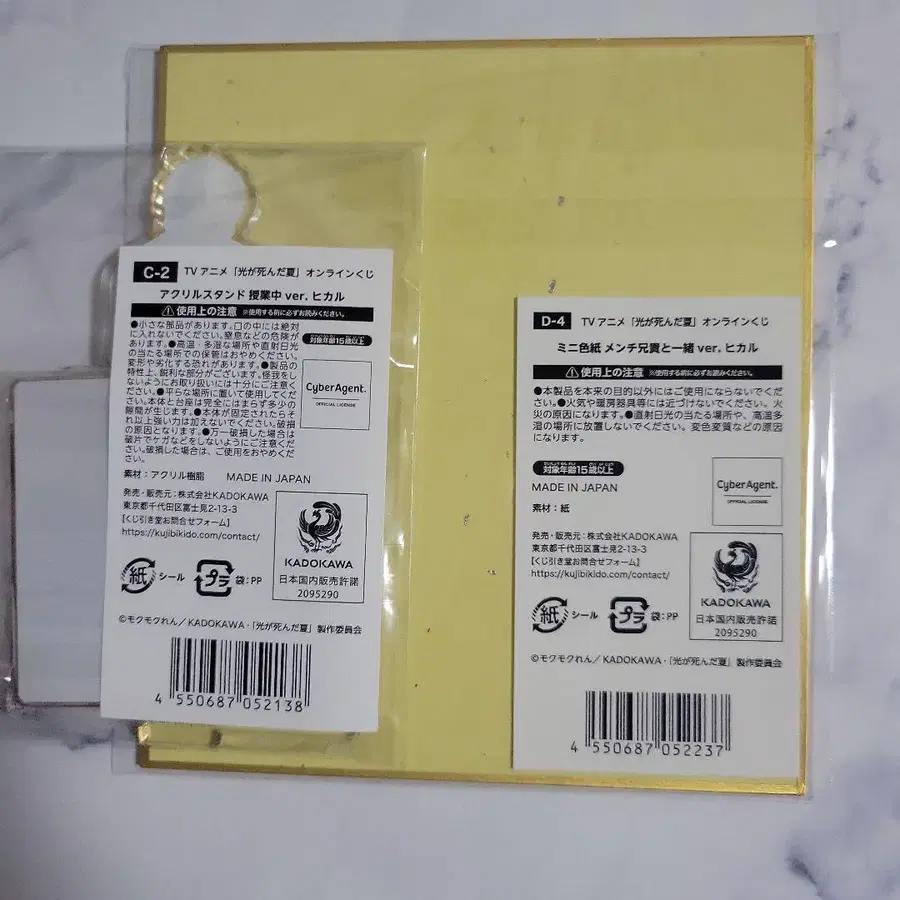 C-2 TV アニメ「光が死んだ夏」オンラインくじ
アクリルスタンド 授業中 ver. ヒカル
使用上の注意 ※使用する前に必ずお読みください。
●小さな部品があります。口の中には絶対
に入れないでください。窒息などの危険が
あります。●高温・多湿な場所や直射日光
の当たる場所での保管はおやめください。
変形や劣化する恐れがあります。●製品の
特性上、鋭利な部分がございます。怪我をし
ないようにお取り扱いには十分にご注意く
ださい。●平らな場所に置いて使用してく
ださい。本体と台座は完全にはまらず多少の
隙間が生じます。●本体が固定されたらそ
れ以上強い力は加えないでください。破損
の原因となります。●万一破損した場合は
破片でケガなどをしないようにご注意くだ
さい。破損した場合は、ご使用をおやめくだ
さい。
対象年齢15歳以上
CyberAgent.
OFFICIAL LICENSE
素材：アクリル樹脂 MADE IN JAPAN
発売・販売元：株式会社KADOKAWA
東京都千代田区富士見2-13-3
【くじ引き堂お問合せフォーム】
https://kujibikido.com/contact/
紙 シール プラ 袋：PP
KADOKAWA
日本国内販売許諾
2095290
©モクモクれん／KADOKAWA・「光が死んだ夏」製作委員会
4 550687 052138
D-4 TV アニメ「光が死んだ夏」オンラインくじ
ミニ色紙 メンチ兄貴と一緒 ver. ヒカル
使用上の注意 ※使用する前に必ずお読みください。
●本製品を本来の目的以外にはご使用にならないでくだ
さい。●火気や暖房器具等には近づけないでください。火
災の原因になります。●直射日光の当たる場所や、高温多
湿の場所に放置しないでください。変色変質などの原因
になります。
対象年齢15歳以上
MADE IN JAPAN
素材：紙
CyberAgent.
OFFICIAL LICENSE
発売・販売元：株式会社KADOKAWA
東京都千代田区富士見2-13-3
【くじ引き堂お問合せフォーム】
https://kujibikido.com/contact/
紙 シール プラ 袋：PP
KADOKAWA
日本国内販売許諾
2095290
©モクモクれん／KADOKAWA・「光が死んだ夏」製作委員会
4 550687 052237